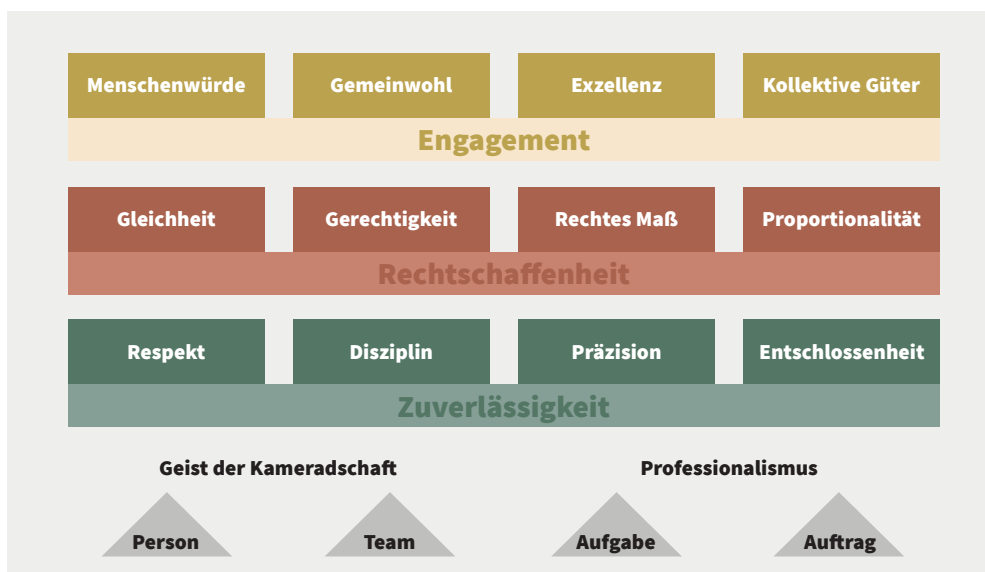 Menschenwürde
Gemeinwohl
Exzellenz
Kollektive Güter
Engagement
Gleichheit
Gerechtigkeit
Rechtes Maß
Proportionalität
Rechtschaffenheit
Respekt
Disziplin
Präzision
Entschlossenheit
Zuverlässigkeit
Geist der Kameradschaft
Professionalismus
Person
Team
Aufgabe
Auftrag